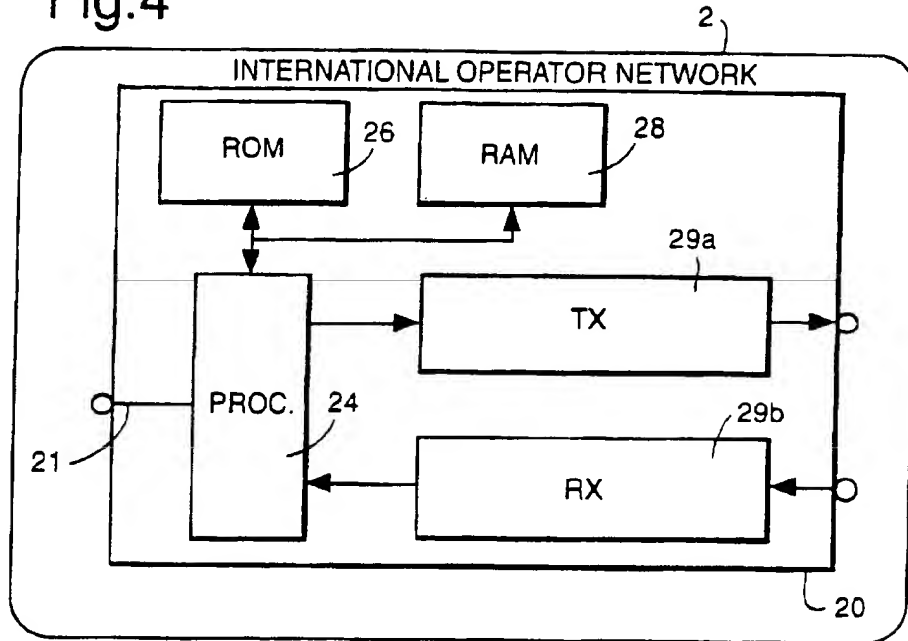 Fig.4
2
INTERNATIONAL OPERATOR NETWORK
ROM
26
RAM
28
29a
TX
PROC.
24
29b
21
RX
20